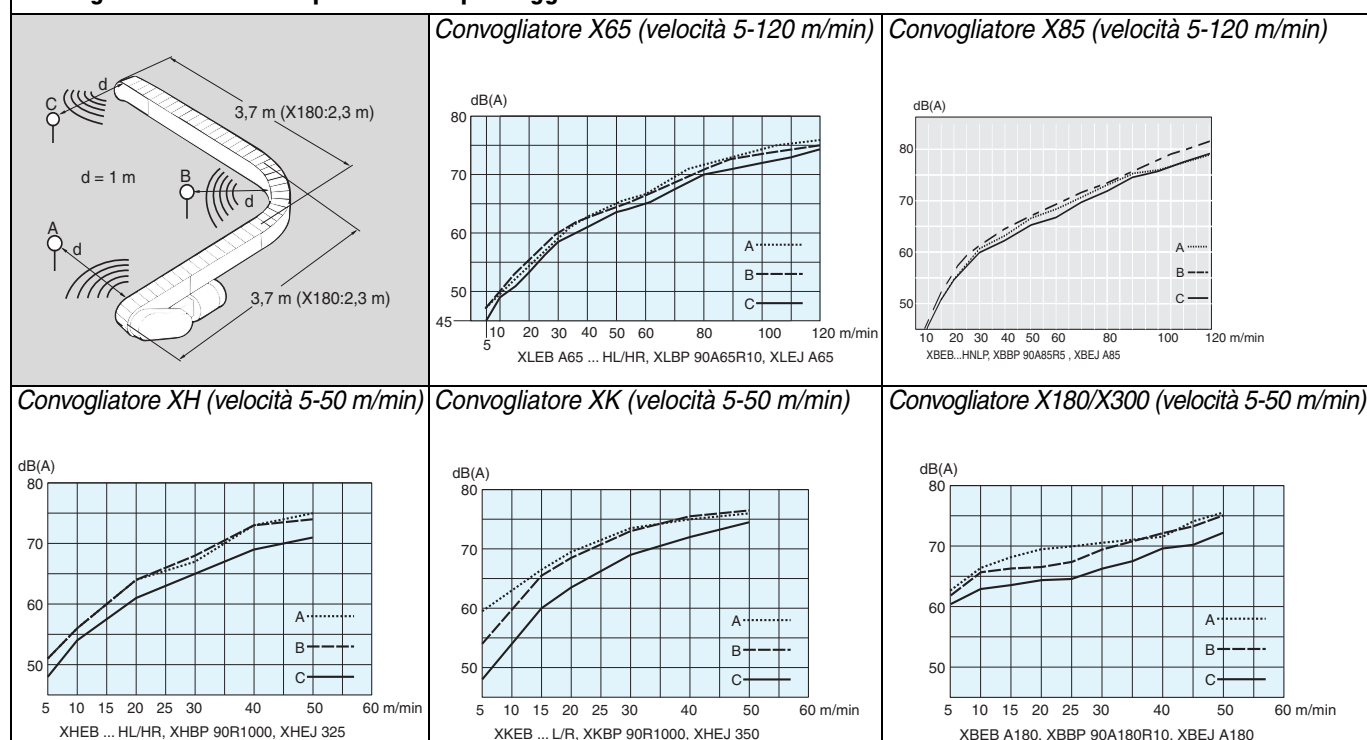 Convogliatore X65 (velocità 5-120 m/min)
Convogliatore X85 (velocità 5-120 m/min)
C
d
3,7 m (X180:2,3 m)
d = 1 m
B
d
A
d
3,7 m (X180:2,3 m)
dB(A)
80
70
60
50
45
A
B
C
5
10 20 30 40 50 60 80 100 120 m/min
XLEB A65 ... HL/HR, XLBP 90A65R10, XLEJ A65
dB(A)
80
70
60
50
A
B
C
10 20 30 40 50 60 80 100 120 m/min
XBEB...HNLP, XBBP 90A85R5 , XBEJ A85
Convogliatore XH (velocità 5-50 m/min)
Convogliatore XK (velocità 5-50 m/min)
Convogliatore X180/X300 (velocità 5-50 m/min)
dB(A)
80
70
60
50
A
B
C
5 10 15 20 25 30 40 50 60 m/min
XHEB ... HL/HR, XHBP 90R1000, XHEJ 325
dB(A)
80
70
60
50
A
B
C
5 10 15 20 25 30 40 50 60 m/min
XKEB ... L/R, XKBP 90R1000, XHEJ 350
dB(A)
80
70
60
50
A
B
C
5 10 15 20 25 30 40 50 60 m/min
XBEB A180, XBBP 90A180R10, XBEJ A180